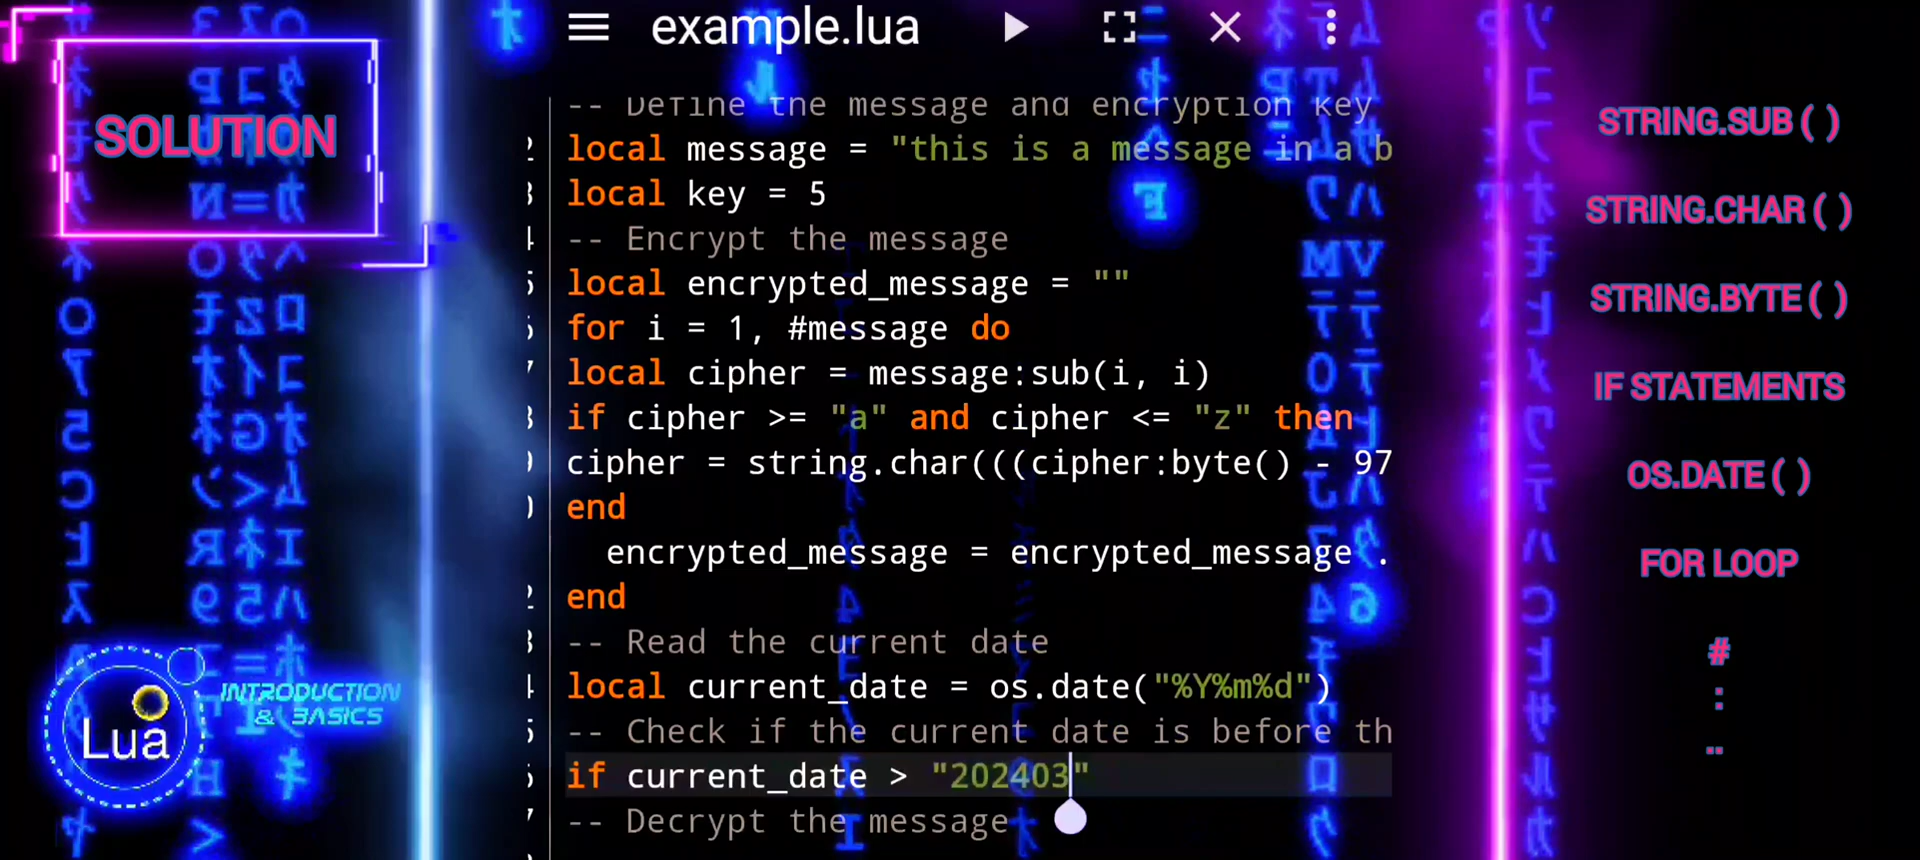 SOLUTION
example.lua
-- Define the message and encryption key
local message = "this is a message in a b
local key = 5
-- Encrypt the message
local encrypted_message = ""
for i = 1, #message do
local cipher = message:sub(i, i)
if cipher >= "a" and cipher <= "z" then
cipher = string.char(((cipher:byte() - 97
end
encrypted_message = encrypted_message .
end
-- Read the current date
local current_date = os.date("%Y%m%d")
-- Check if the current date is before th
if current_date > "202403"
-- Decrypt the message
STRING.SUB ( )
STRING.CHAR ( )
STRING.BYTE ( )
IF STATEMENTS
OS.DATE ( )
FOR LOOP
#
:
..
Lua
INTRODUCTION
& BASICS